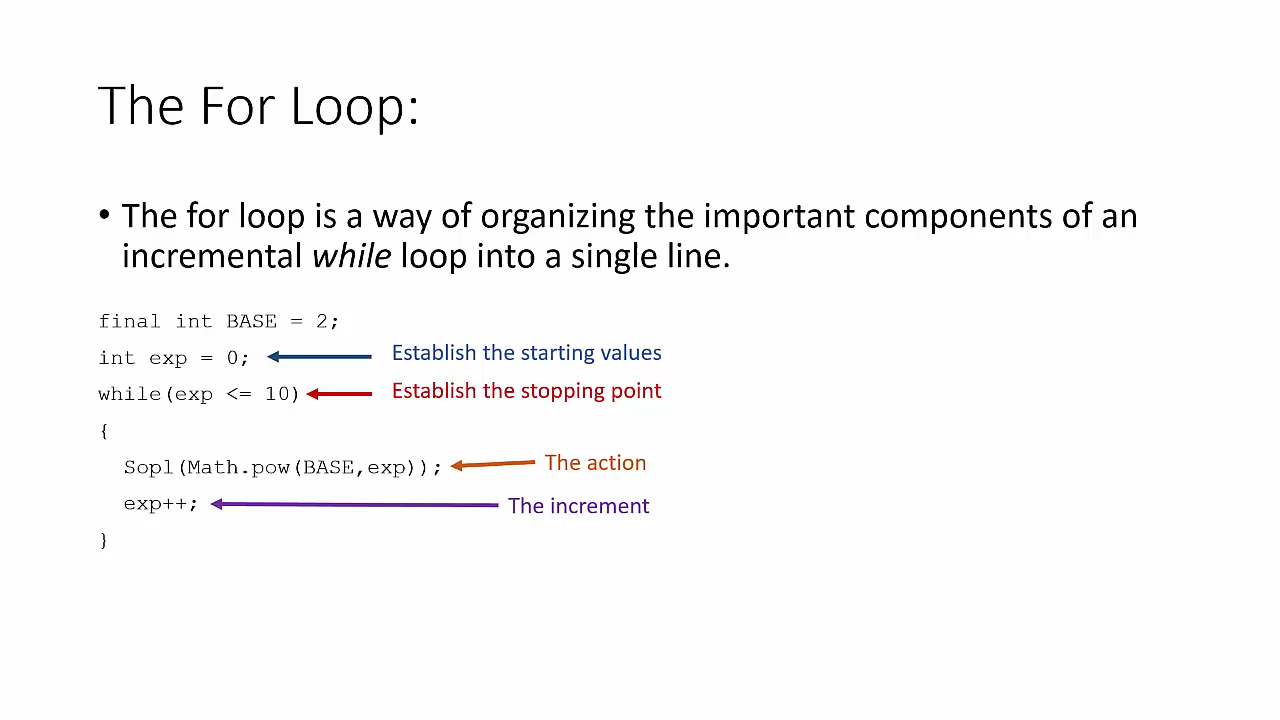 The For Loop:
• The for loop is a way of organizing the important components of an
incremental while loop into a single line.
final int BASE = 2;
int exp = 0;
Establish the starting values
while(exp <= 10)
Establish the stopping point
{
Sopl(Math.pow(BASE,exp));
The action
exp++;
The increment
}